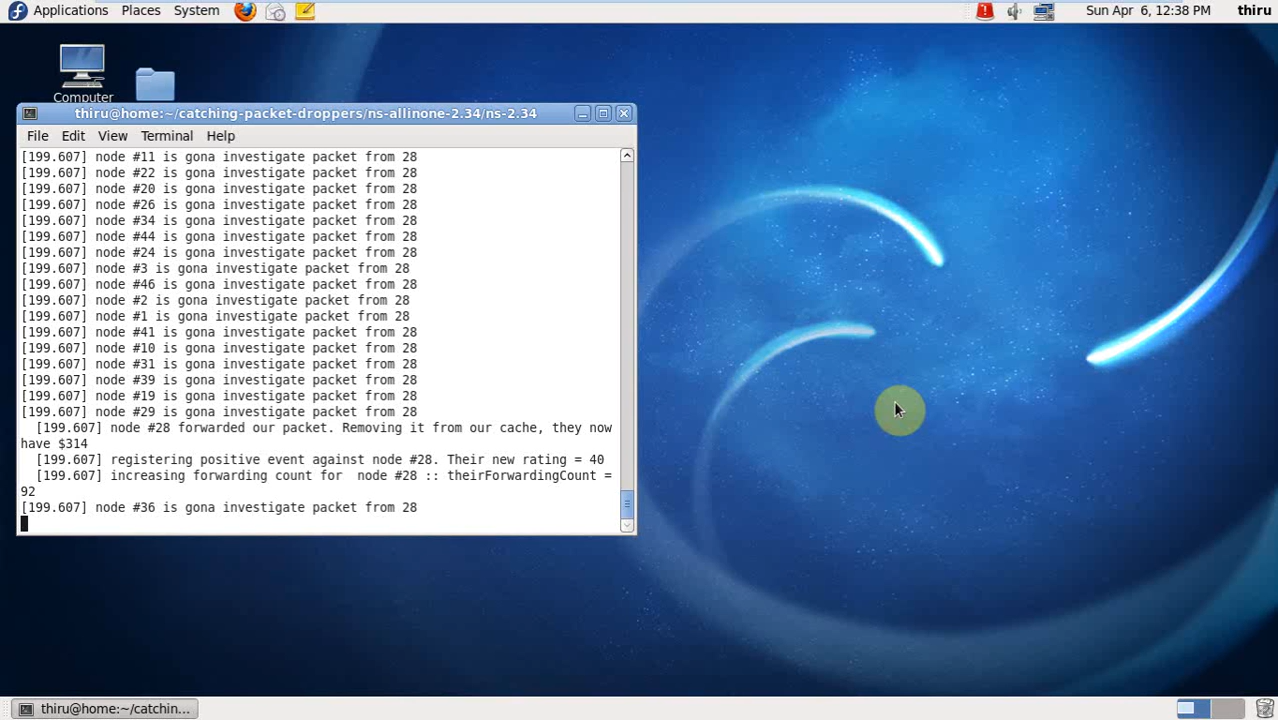 Applications Places System
Sun Apr 6, 12:38 PM thiru
Computer
thiru@home:~/catching-packet-droppers/ns-allinone-2.34/ns-2.34
File Edit View Terminal Help
[199.607] node #11 is gona investigate packet from 28
[199.607] node #22 is gona investigate packet from 28
[199.607] node #20 is gona investigate packet from 28
[199.607] node #26 is gona investigate packet from 28
[199.607] node #34 is gona investigate packet from 28
[199.607] node #44 is gona investigate packet from 28
[199.607] node #24 is gona investigate packet from 28
[199.607] node #3 is gona investigate packet from 28
[199.607] node #46 is gona investigate packet from 28
[199.607] node #2 is gona investigate packet from 28
[199.607] node #1 is gona investigate packet from 28
[199.607] node #41 is gona investigate packet from 28
[199.607] node #10 is gona investigate packet from 28
[199.607] node #31 is gona investigate packet from 28
[199.607] node #39 is gona investigate packet from 28
[199.607] node #19 is gona investigate packet from 28
[199.607] node #29 is gona investigate packet from 28
[199.607] node #28 forwarded our packet. Removing it from our cache, they now
have $314
[199.607] registering positive event against node #28. Their new rating = 40
[199.607] increasing forwarding count for  node #28 :: theirForwardingCount =
92
[199.607] node #36 is gona investigate packet from 28
thiru@home:~/catchin...